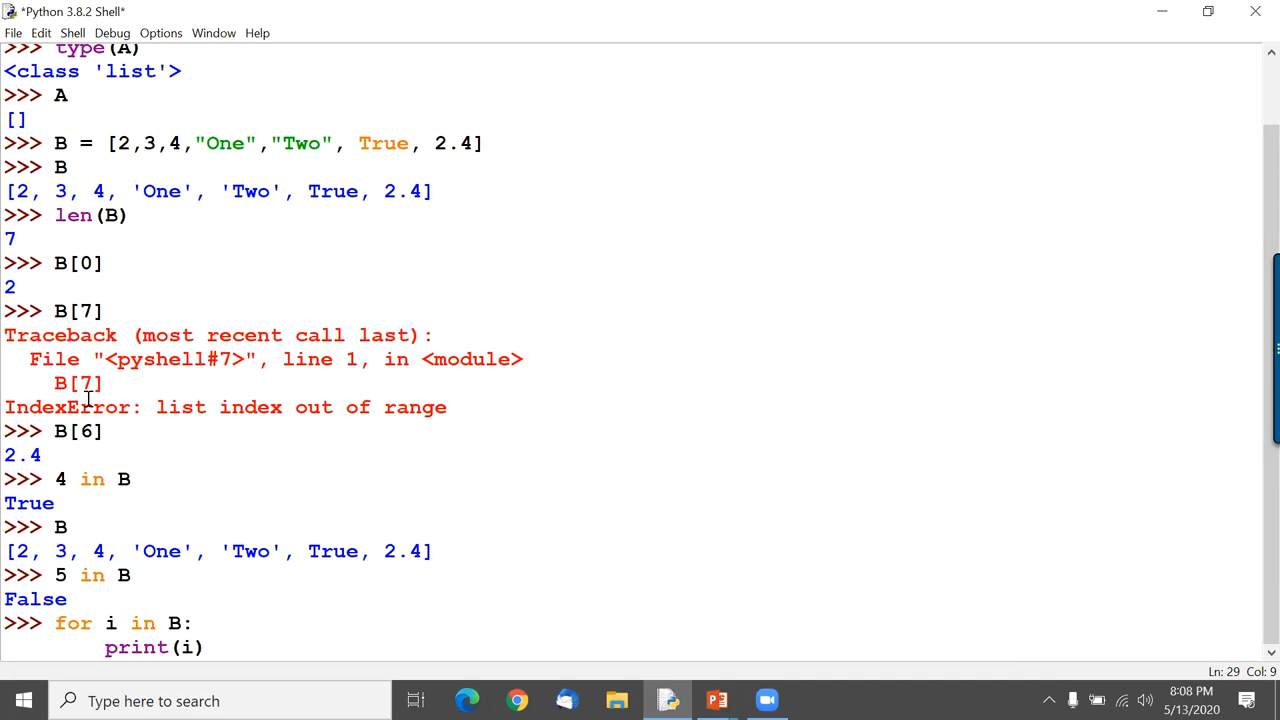 *Python 3.8.2 Shell*
File Edit Shell Debug Options Window Help
>>> type(A)
<class 'list'>
>>> A
[]
>>> B = [2,3,4,"One","Two", True, 2.4]
>>> B
[2, 3, 4, 'One', 'Two', True, 2.4]
>>> len(B)
7
>>> B[0]
2
>>> B[7]
Traceback (most recent call last):
  File "<pyshell#7>", line 1, in <module>
    B[7]
IndexError: list index out of range
>>> B[6]
2.4
>>> 4 in B
True
>>> B
[2, 3, 4, 'One', 'Two', True, 2.4]
>>> 5 in B
False
>>> for i in B:
        print(i)
Ln: 29 Col: 9
Type here to search
8:08 PM
5/13/2020